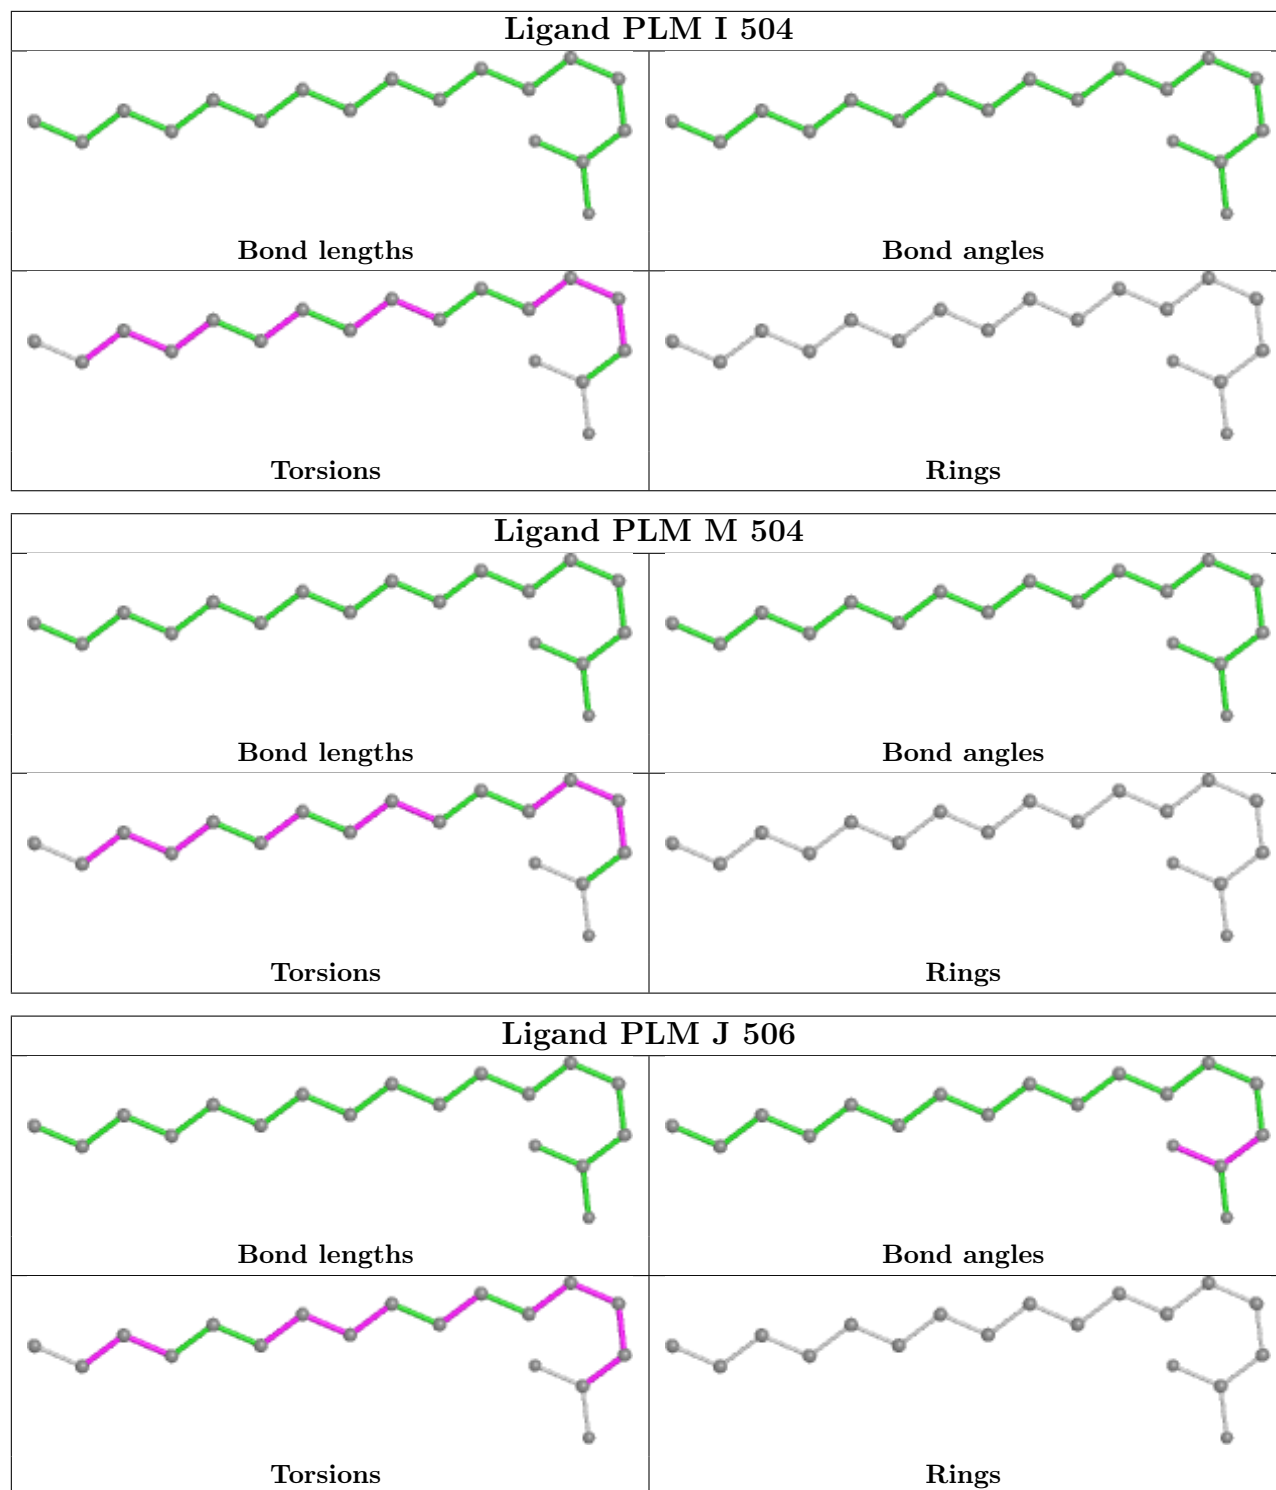 Ligand PLM I 504
Bond lengths
Bond angles
Torsions
Rings
Ligand PLM M 504
Bond lengths
Bond angles
Torsions
Rings
Ligand PLM J 506
Bond lengths
Bond angles
Torsions
Rings